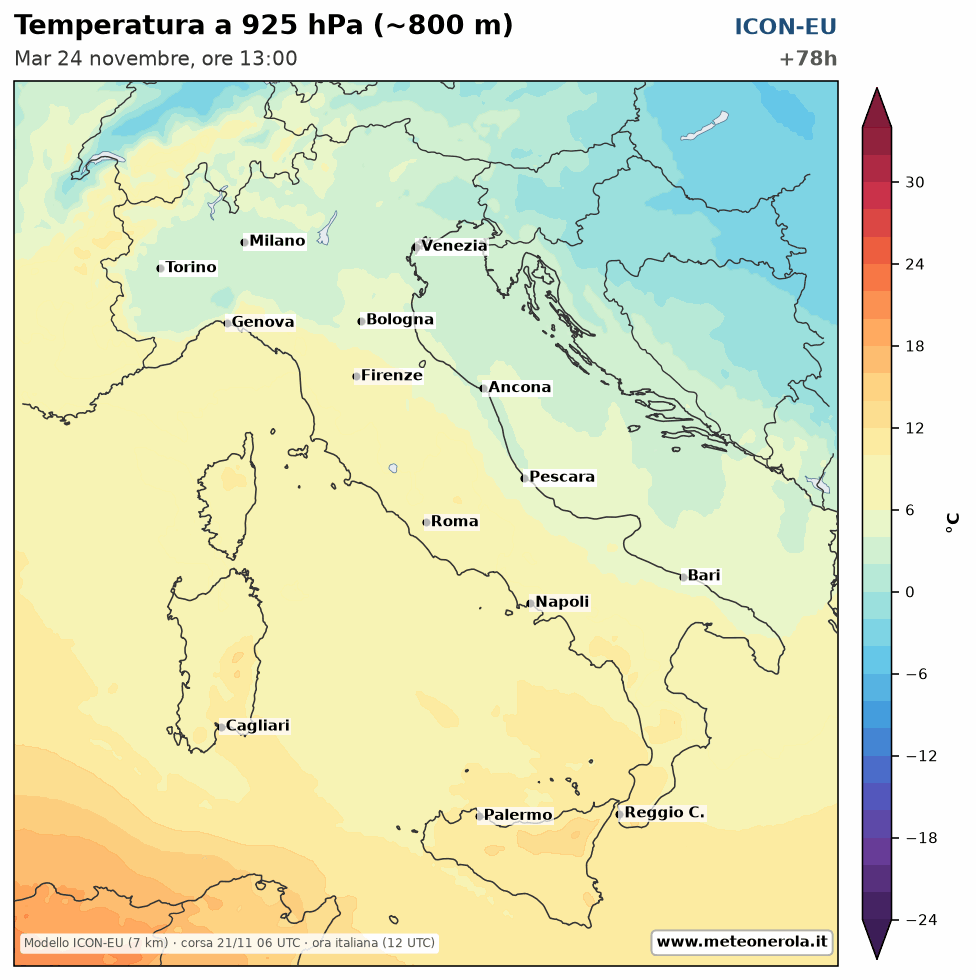 Temperatura a 925 hPa (~800 m)
ICON-EU
Mar 24 novembre, ore 13:00
+78h
30
24
18
12
6
0
−6
−12
−18
−24
°C
Milano
Venezia
Torino
Genova
Bologna
Firenze
Ancona
Pescara
Roma
Bari
Napoli
Cagliari
Palermo
Reggio C.
Modello ICON-EU (7 km) · corsa 21/11 06 UTC · ora italiana (12 UTC)
www.meteonerola.it